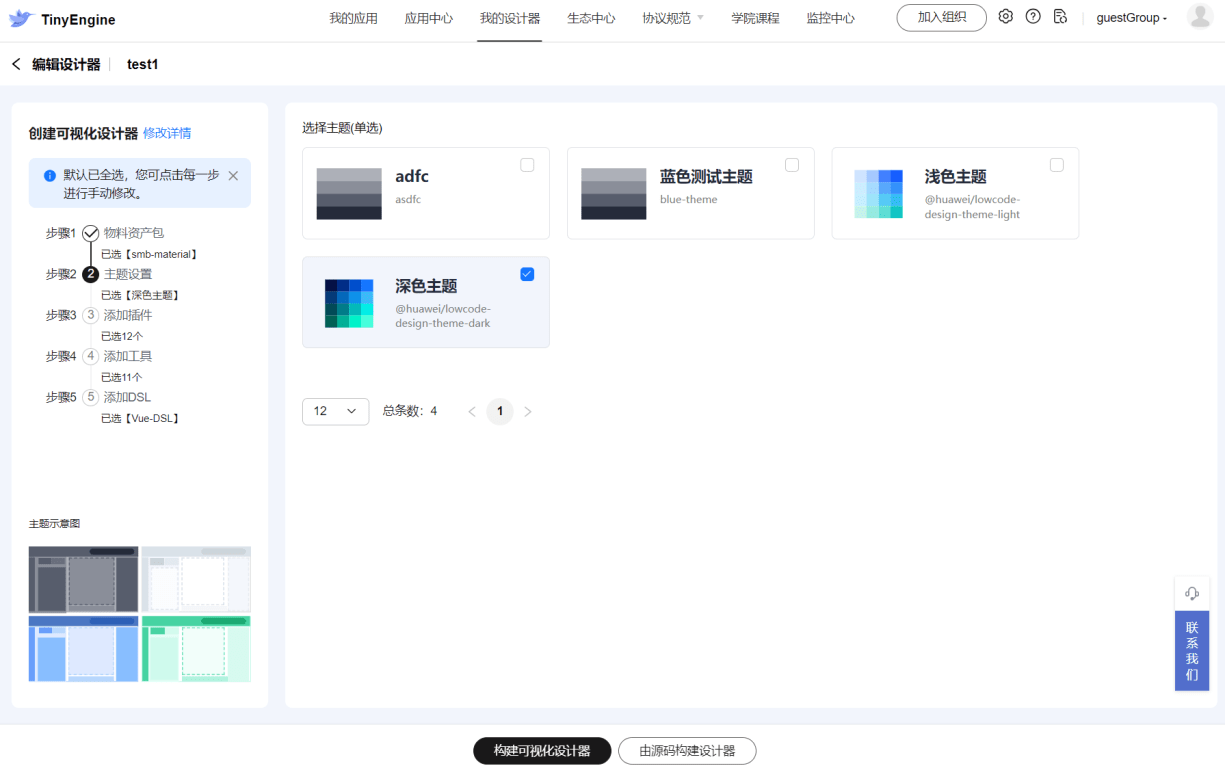 TinyEngine
我的应用
应用中心
我的设计器
生态中心
协议规范
学院课程
监控中心
加入组织
guestGroup
编辑设计器
test1
创建可视化设计器 修改详情
默认已全选，您可点击每一步
进行手动修改。
步骤1 物料资产包
已选【smb-material】
步骤2 2 主题设置
已选【深色主题】
步骤3 3 添加插件
已选12个
步骤4 4 添加工具
已选11个
步骤5 5 添加DSL
已选【Vue-DSL】
主题示意图
选择主题(单选)
adfc
asdfc
蓝色测试主题
blue-theme
浅色主题
@huawei/lowcode-
design-theme-light
深色主题
@huawei/lowcode-
design-theme-dark
12
总条数：4
1
联系我们
构建可视化设计器
由源码构建设计器